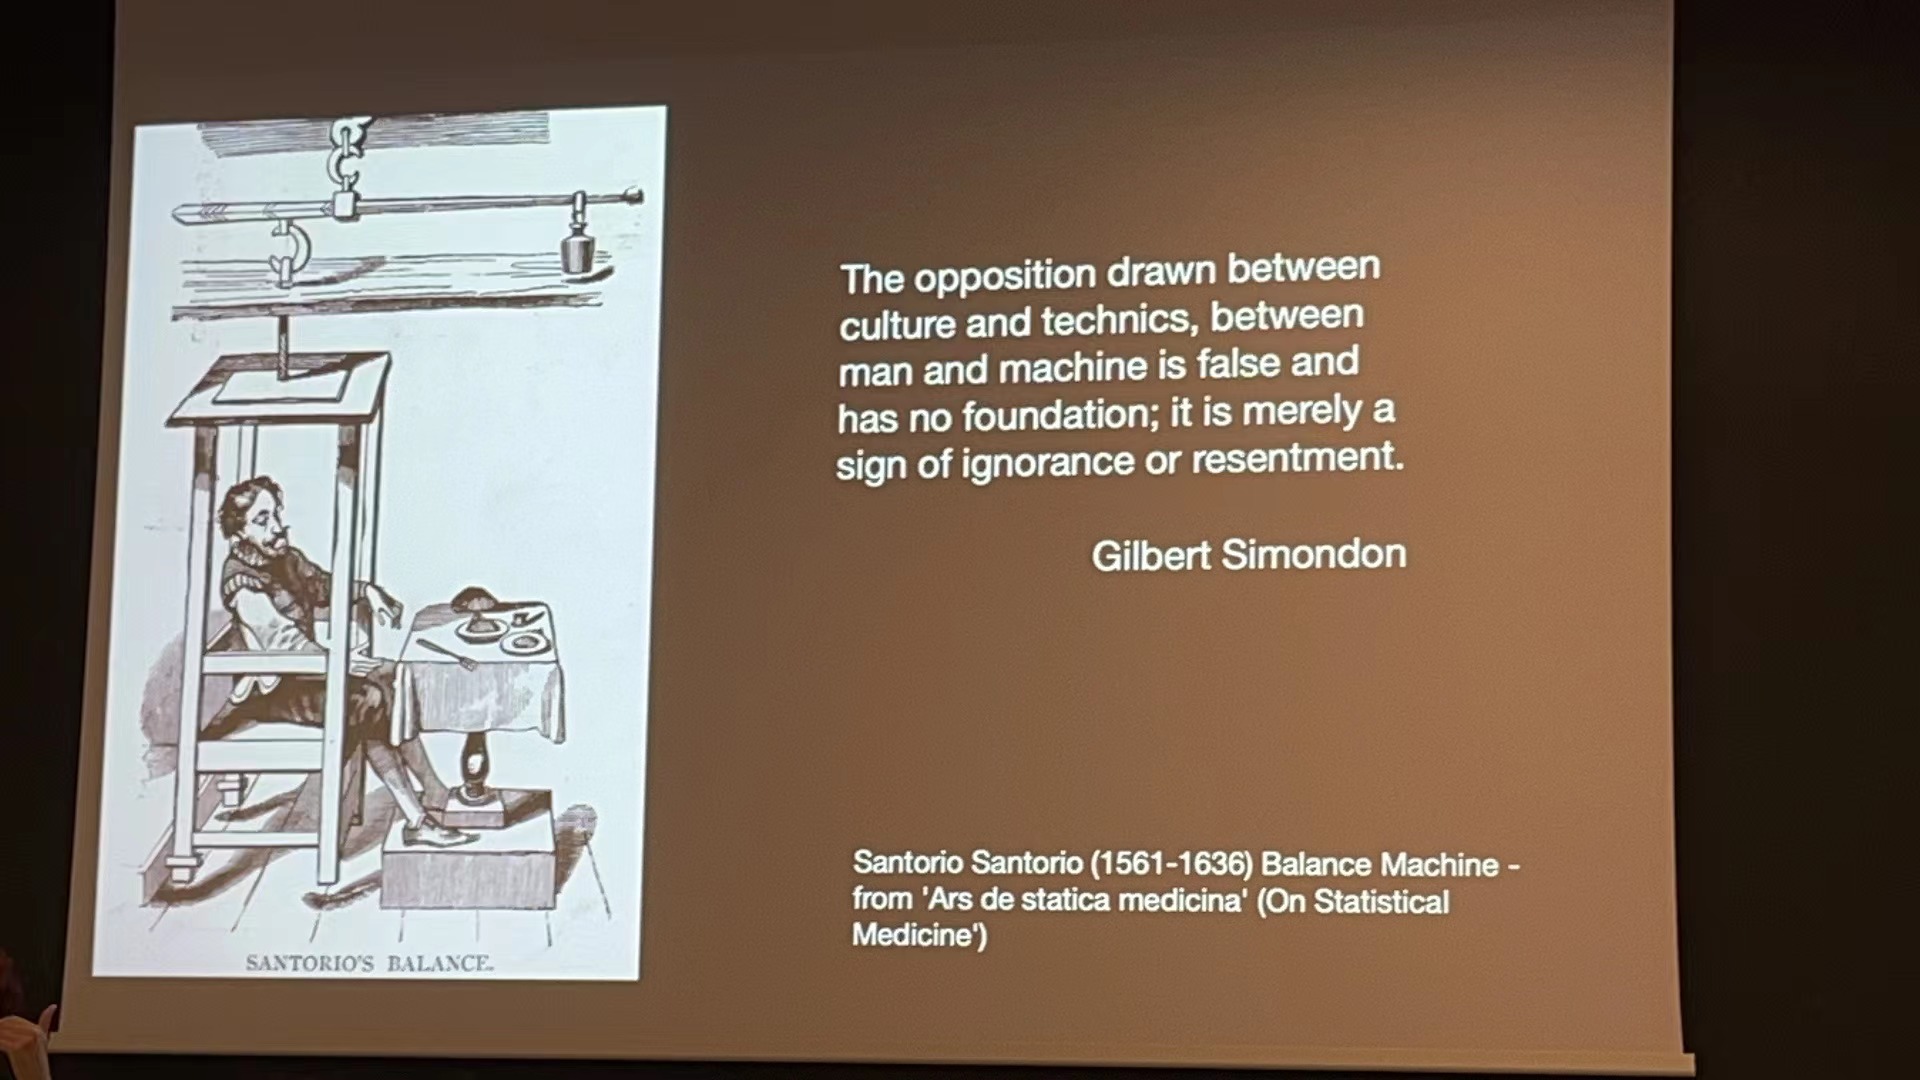 The opposition drawn between
culture and technics, between
man and machine is false and
has no foundation; it is merely a
sign of ignorance or resentment.
Gilbert Simondon
Santorio Santorio (1561-1636) Balance Machine -
from 'Ars de statica medicina' (On Statistical
Medicine')
SANTORIO'S BALANCE.